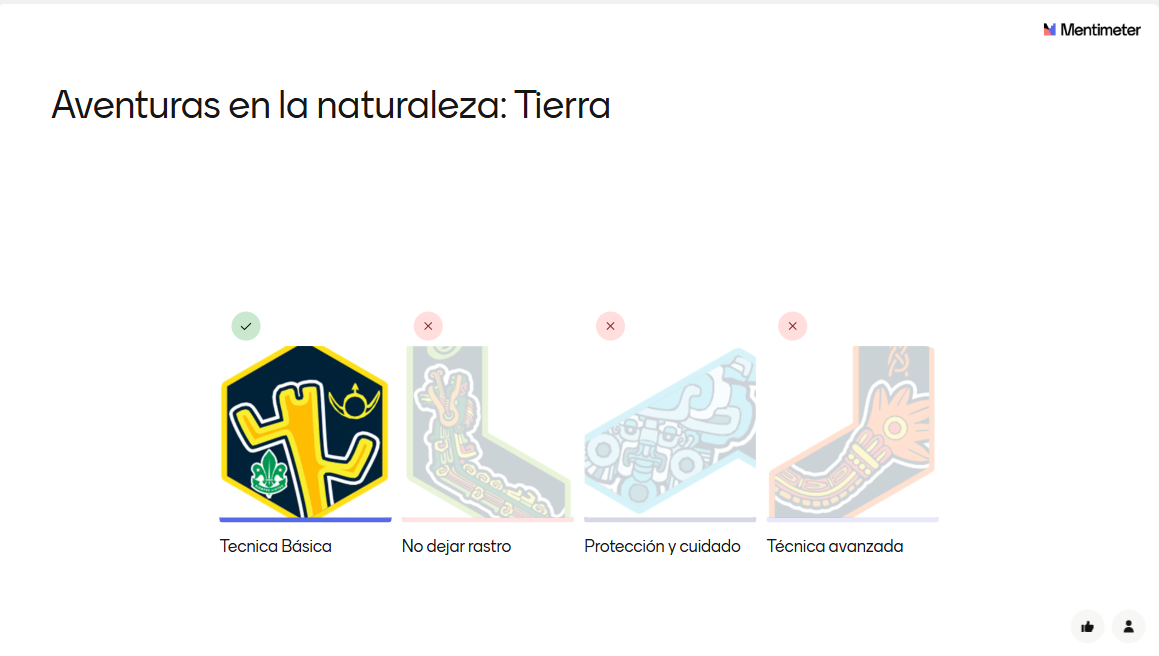 Mentimeter
Aventuras en la naturaleza: Tierra
Tecnica Básica
No dejar rastro
Protección y cuidado
Técnica avanzada